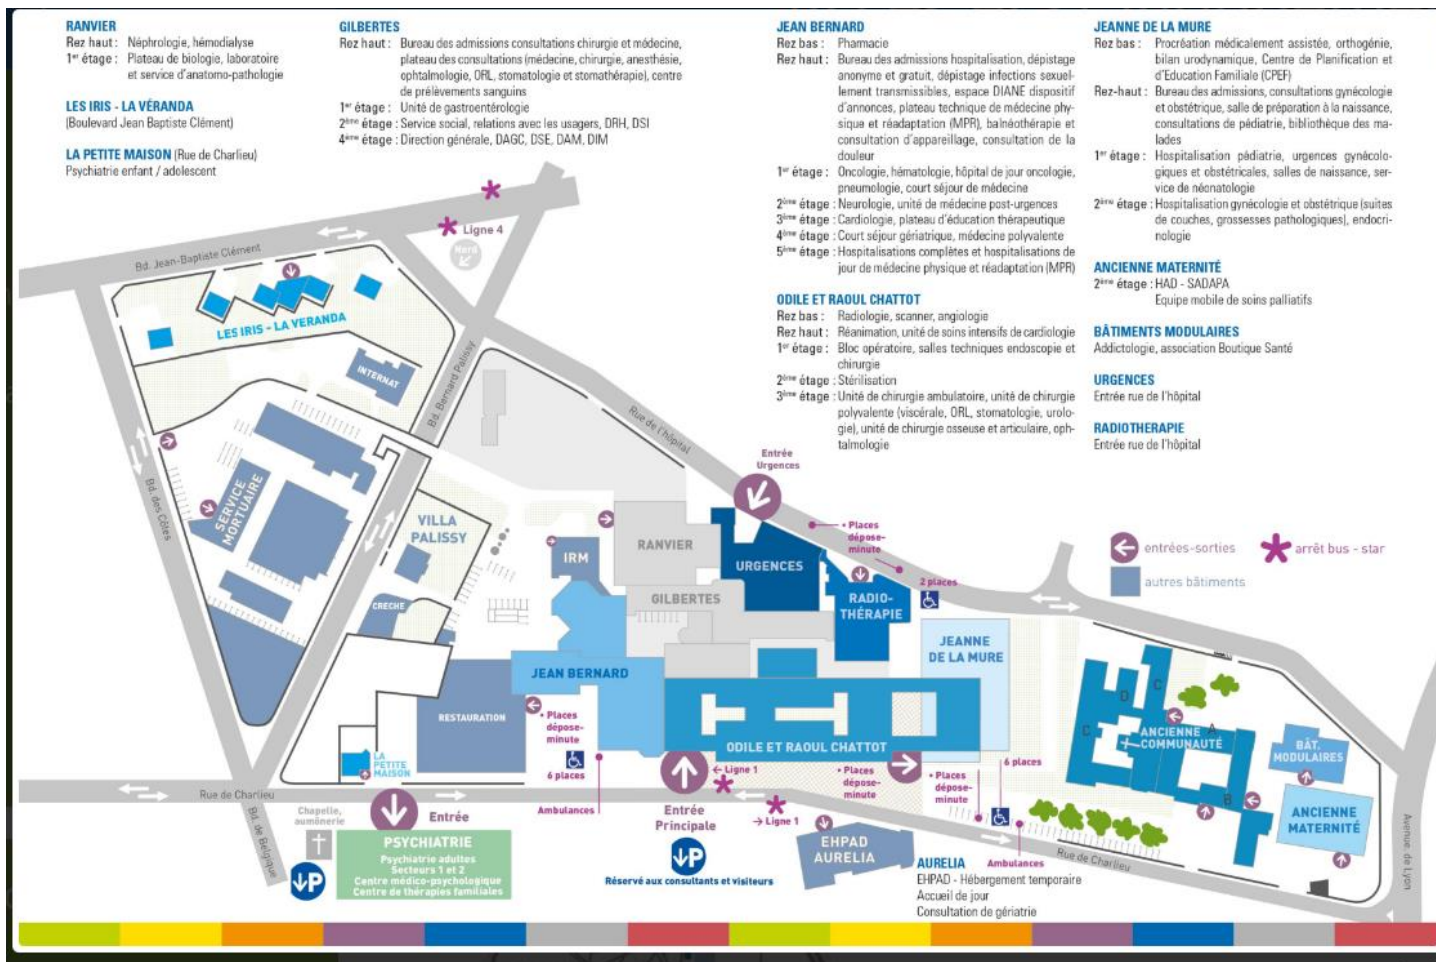 RANVIER
Rez haut : Néphrologie, hémodialyse
1er étage : Plateau de biologie, laboratoire
et service d'anatomo-pathologie
LES IRIS - LA VÉRANDA
(Boulevard Jean Baptiste Clément)
LA PETITE MAISON (Rue de Charlieu)
Psychiatrie enfant / adolescent
GILBERTES
Rez haut : Bureau des admissions consultations chirurgie et médecine,
plateau des consultations (médecine, chirurgie, anesthésie,
ophtalmologie, ORL, stomatologie et stomathérapie), centre
de prélèvements sanguins
1er étage : Unité de gastroentérologie
2ème étage : Service social, relations avec les usagers, DRH, DSI
4ème étage : Direction générale, DAGC, DSE, DAM, DIM
JEAN BERNARD
Rez bas : Pharmacie
Rez haut : Bureau des admissions hospitalisation, dépistage
anonyme et gratuit, dépistage infections sexuel-
lement transmissibles, espace DIANE dispositif
d'annonces, plateau technique de médecine phy-
sique et réadaptation (MPR), balnéothérapie et
consultation d'appareillage, consultation de la
douleur
1er étage : Oncologie, hématologie, hôpital de jour oncologie,
pneumologie, court séjour de médecine
2ème étage : Neurologie, unité de médecine post-urgences
3ème étage : Cardiologie, plateau d'éducation thérapeutique
4ème étage : Court séjour gériatrique, médecine polyvalente
5ème étage : Hospitalisations complètes et hospitalisations de
jour de médecine physique et réadaptation (MPR)
ODILE ET RAOUL CHATTOT
Rez bas : Radiologie, scanner, angiologie
Rez haut : Réanimation, unité de soins intensifs de cardiologie
1er étage : Bloc opératoire, salles techniques endoscopie et
chirurgie
2ème étage : Stérilisation
3ème étage : Unité de chirurgie ambulatoire, unité de chirurgie
polyvalente (viscérale, ORL, stomatologie, urolo-
gie), unité de chirurgie osseuse et articulaire, oph-
talmologie
JEANNE DE LA MURE
Rez bas : Procréation médicalement assistée, orthogénie,
bilan urodynamique, Centre de Planification et
d'Education Familiale (CPEF)
Rez-haut : Bureau des admissions, consultations gynécologie
et obstétrique, salle de préparation à la naissance,
consultations de pédiatrie, bibliothèque des ma-
lades
1er étage : Hospitalisation pédiatrie, urgences gynécolo-
giques et obstétricales, salles de naissance, ser-
vice de néonatologie
2ème étage : Hospitalisation gynécologie et obstétrique (suites
de couches, grossesses pathologiques), endocri-
nologie
ANCIENNE MATERNITÉ
2ème étage : HAD - SADAPA
Equipe mobile de soins palliatifs
BÂTIMENTS MODULAIRES
Addictologie, association Boutique Santé
URGENCES
Entrée rue de l'hôpital
RADIOTHERAPIE
Entrée rue de l'hôpital
Ligne 4
Nord
Bd. Jean-Baptiste Clément
LES IRIS - LA VERANDA
INTERNAT
Bd. Bernard Palissy
Rue de l'hôpital
Bd. des Côtes
SERVICE
MORTUAIRE
VILLA
PALISSY
CRECHE
IRM
RANVIER
GILBERTES
Entrée
Urgences
URGENCES
• Places
dépose-
minute
2 places
RADIO-
THÉRAPIE
JEANNE
DE LA MURE
entrées-sorties
arrêt bus - star
autres bâtiments
JEAN BERNARD
RESTAURATION
• Places
dépose-
minute
6 places
ODILE ET RAOUL CHATTOT
LA
PETITE
MAISON
← Ligne 1
• Places
dépose-
minute
• Places
dépose-
minute
6 places
C
D
C
A
B
ANCIENNE
COMMUNAUTÉ
BÂT.
MODULAIRES
ANCIENNE
MATERNITÉ
Rue de Charlieu
Bd. de Belgique
Chapelle,
aumônerie
Entrée
Ambulances
Entrée
Principale
→ Ligne 1
P
P
Réservé aux consultants et visiteurs
PSYCHIATRIE
Psychiatrie adultes
Secteurs 1 et 2
Centre médico-psychologique
Centre de thérapies familiales
EHPAD
AURELIA
AURELIA
EHPAD - Hébergement temporaire
Accueil de jour
Consultation de gériatrie
Ambulances
Rue de Charlieu
Avenue de Lyon